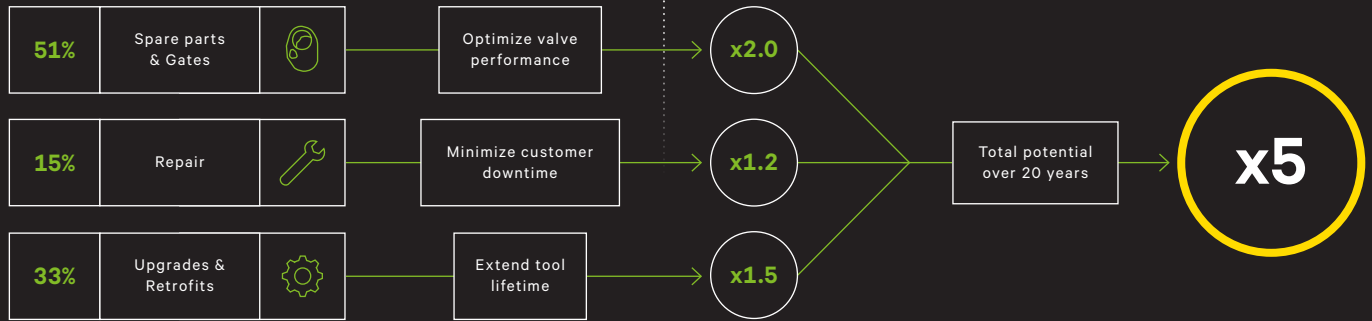 51%
Spare parts
& Gates
Optimize valve
performance
x2.0
15%
Repair
Minimize customer
downtime
x1.2
33%
Upgrades &
Retrofits
Extend tool
lifetime
x1.5
Total potential
over 20 years
x5